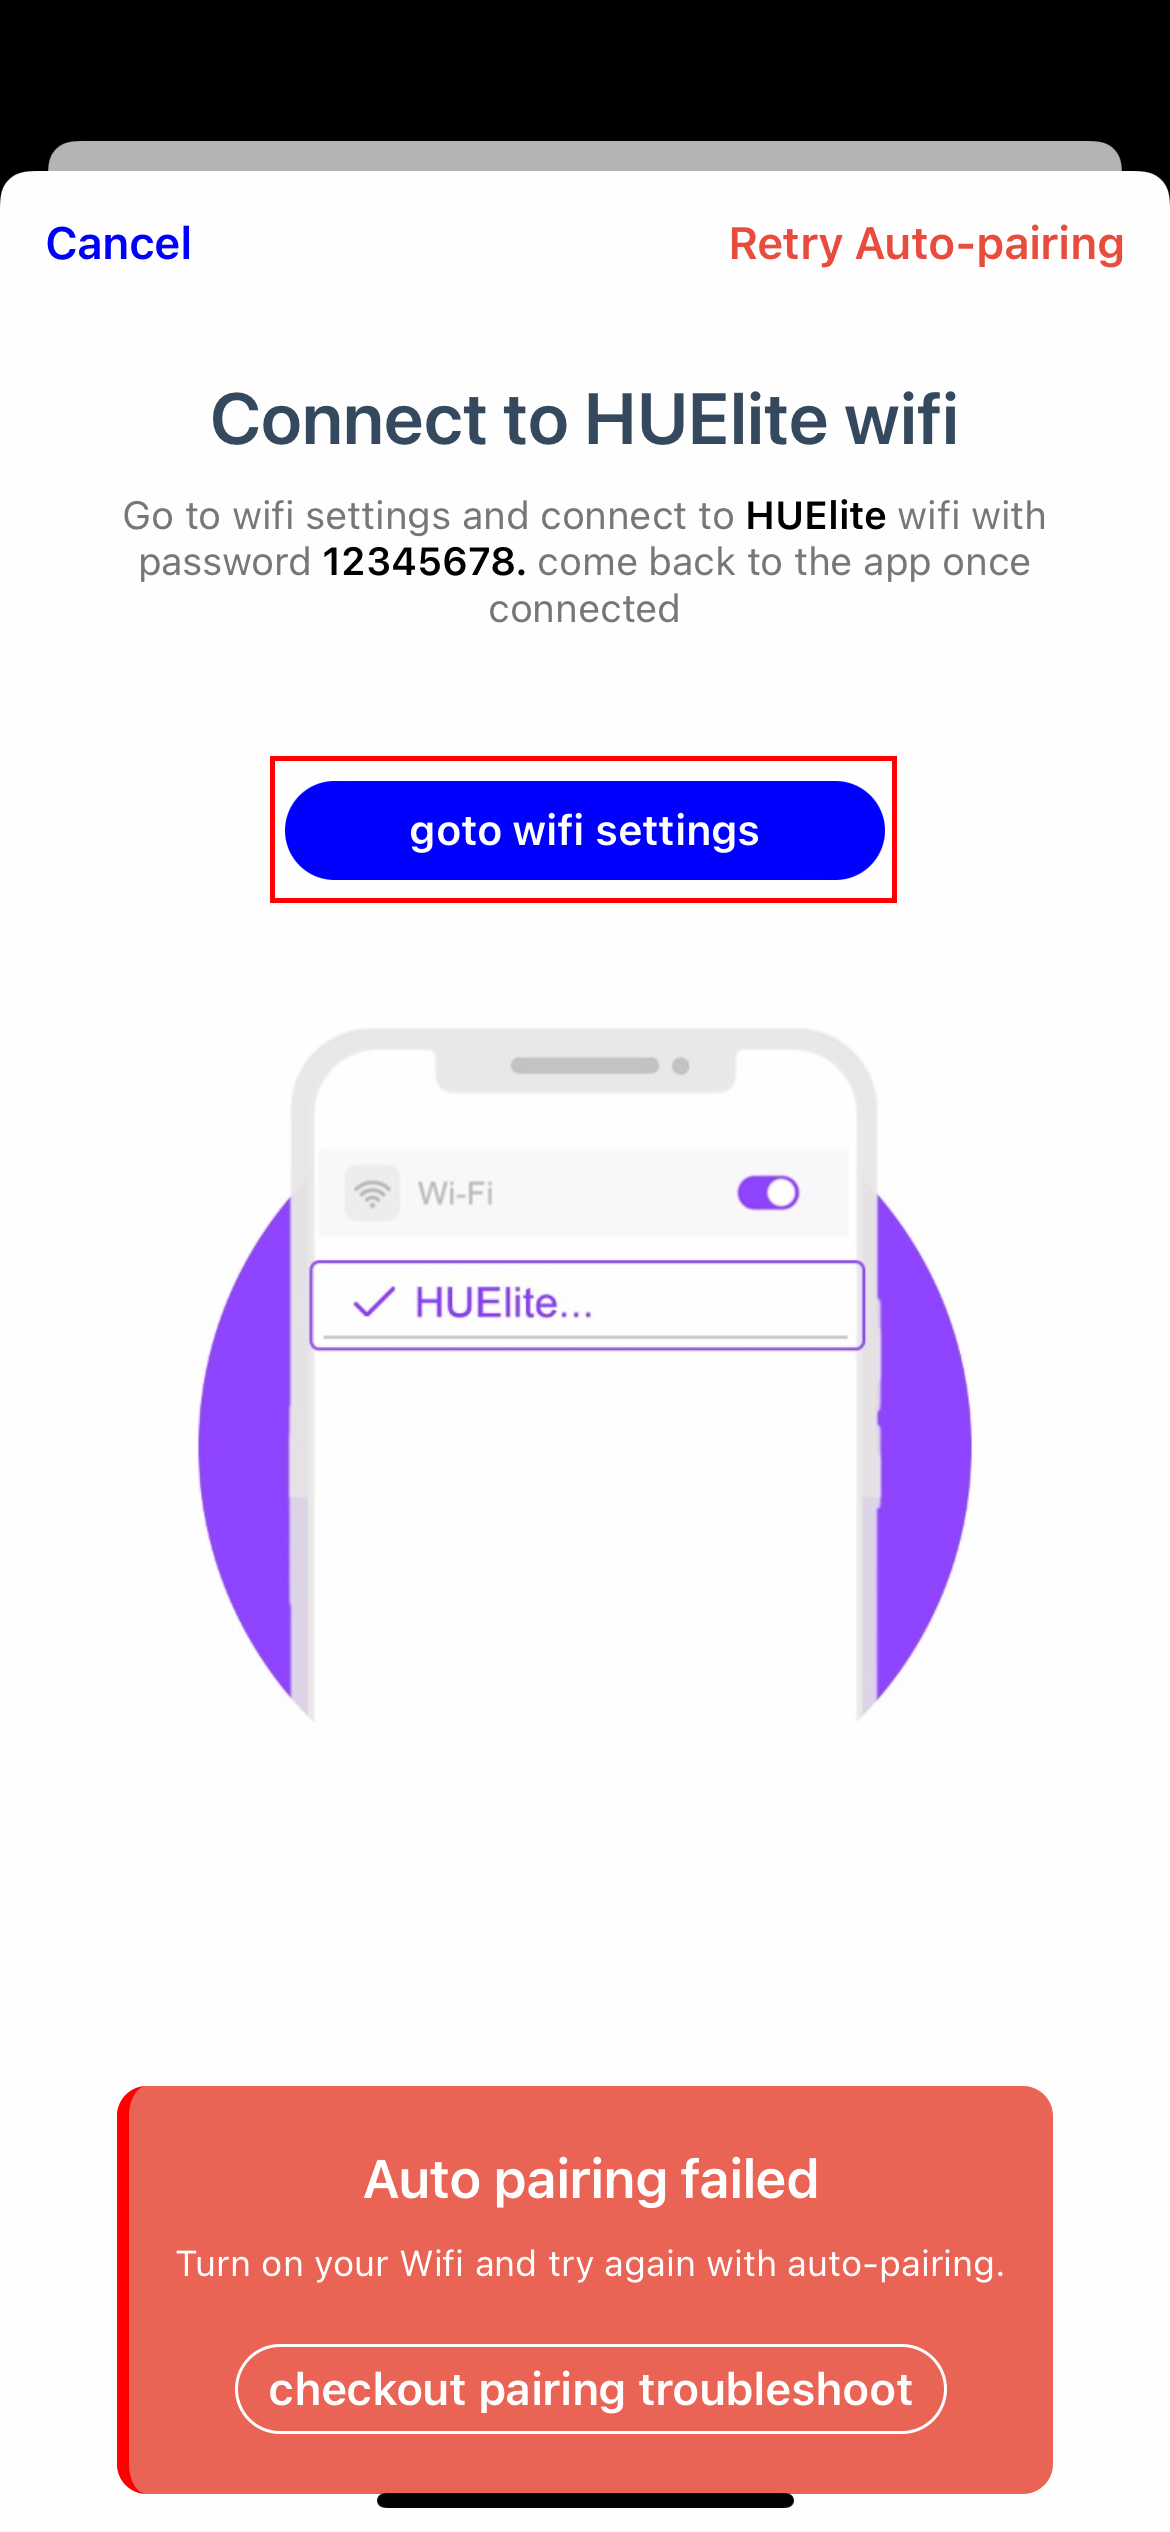 Cancel
Retry Auto-pairing
Connect to HUElite wifi
Go to wifi settings and connect to HUElite wifi with
password 12345678. come back to the app once
connected
goto wifi settings
Wi-Fi
HUElite...
Auto pairing failed
Turn on your Wifi and try again with auto-pairing.
checkout pairing troubleshoot